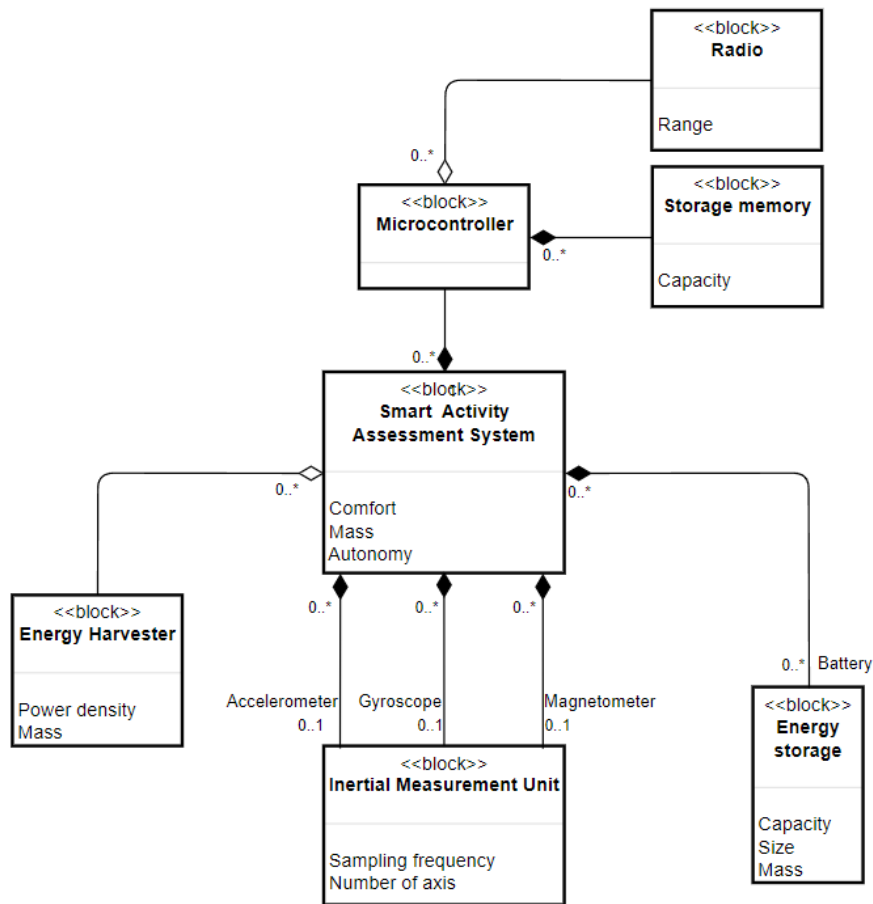 <<block>>
Radio
Range
0..*
<<block>>
Microcontroller
0..*
<<block>>
Storage memory
Capacity
0..*
<<block>>
Smart Activity
Assessment System
Comfort
Mass
Autonomy
0..*
0..*
<<block>>
Energy Harvester
Power density
Mass
0..*
0..*
0..*
Accelerometer
Gyroscope
Magnetometer
0..1
0..1
0..1
<<block>>
Inertial Measurement Unit
Sampling frequency
Number of axis
0..* Battery
<<block>>
Energy
storage
Capacity
Size
Mass